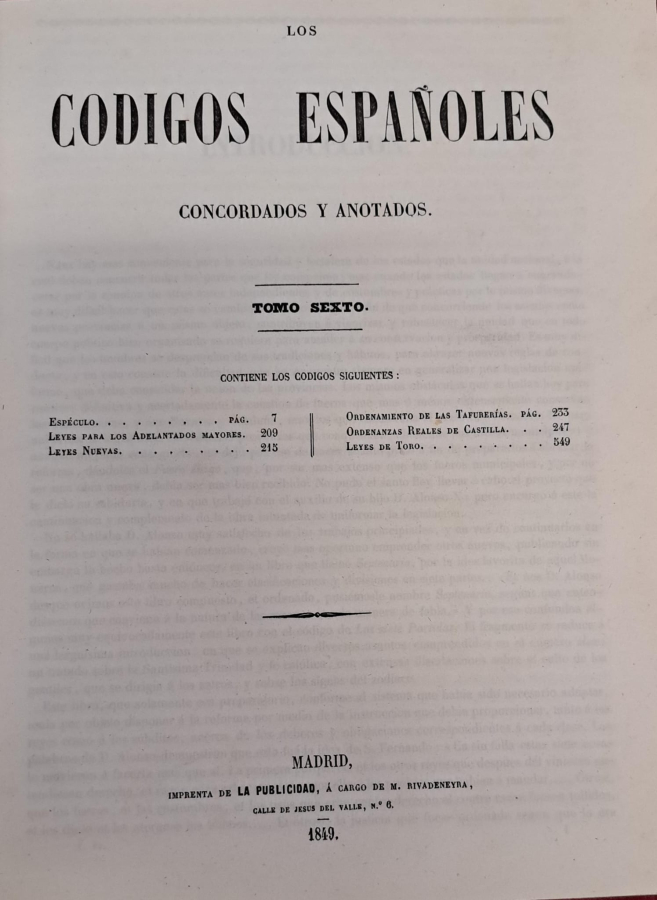 LOS
CODIGOS ESPAÑOLES
CONCORDADOS Y ANOTADOS.
TOMO SEXTO.
CONTIENE LOS CODIGOS SIGUIENTES :
ESPÉCULO. . . . . . . . . PÁG. 7
LEYES PARA LOS ADELANTADOS MAYORES. 209
LEYES NUEVAS. . . . . . . . . 215
ORDENAMIENTO DE LAS TAFURERÍAS. PÁG. 233
ORDENANZAS REALES DE CASTILLA. . . 247
LEYES DE TORO. . . . . . . . . 549
MADRID,
IMPRENTA DE LA PUBLICIDAD, Á CARGO DE M. RIVADENEYRA,
CALLE DE JESUS DEL VALLE, N.º 6.
1849.